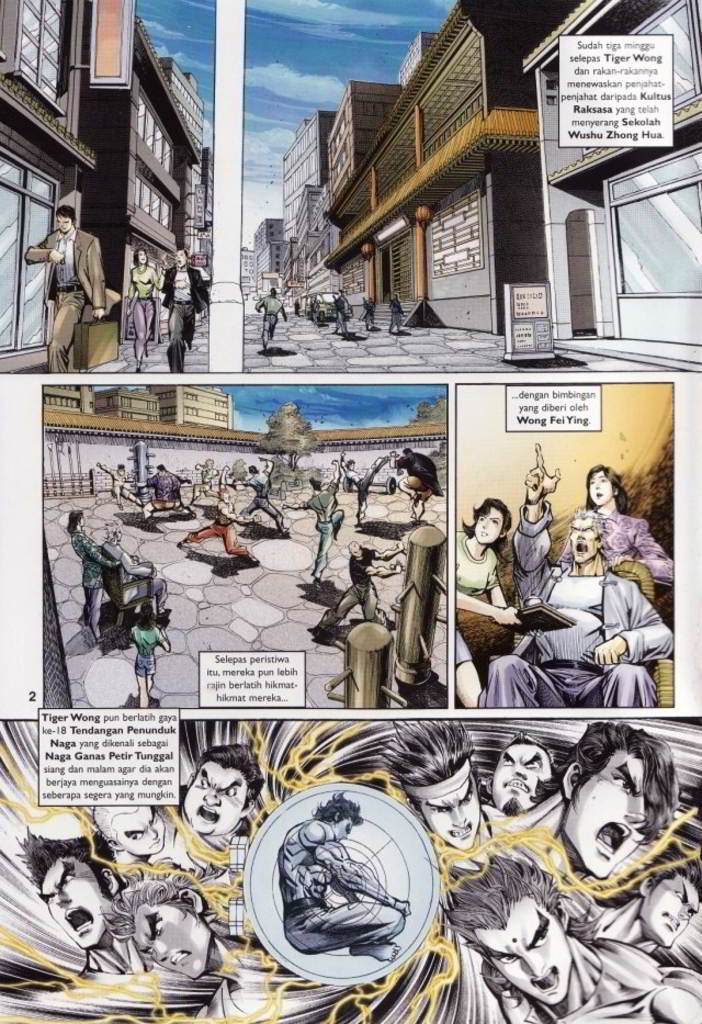 Sudah tiga minggu
selepas Tiger Wong
dan rakan-rakannya
menewaskan penjahat-
penjahat daripada Kultus
Raksasa yang telah
menyerang Sekolah
Wushu Zhong Hua.
Selepas peristiwa
itu, mereka pun lebih
rajin berlatih hikmat-
hikmat mereka...
...dengan bimbingan
yang diberi oleh
Wong Fei Ying.
2
Tiger Wong pun berlatih gaya
ke-18 Tendangan Penunduk
Naga yang dikenali sebagai
Naga Ganas Petir Tunggal
siang dan malam agar dia akan
berjaya menguasainya dengan
seberapa segera yang mungkin.